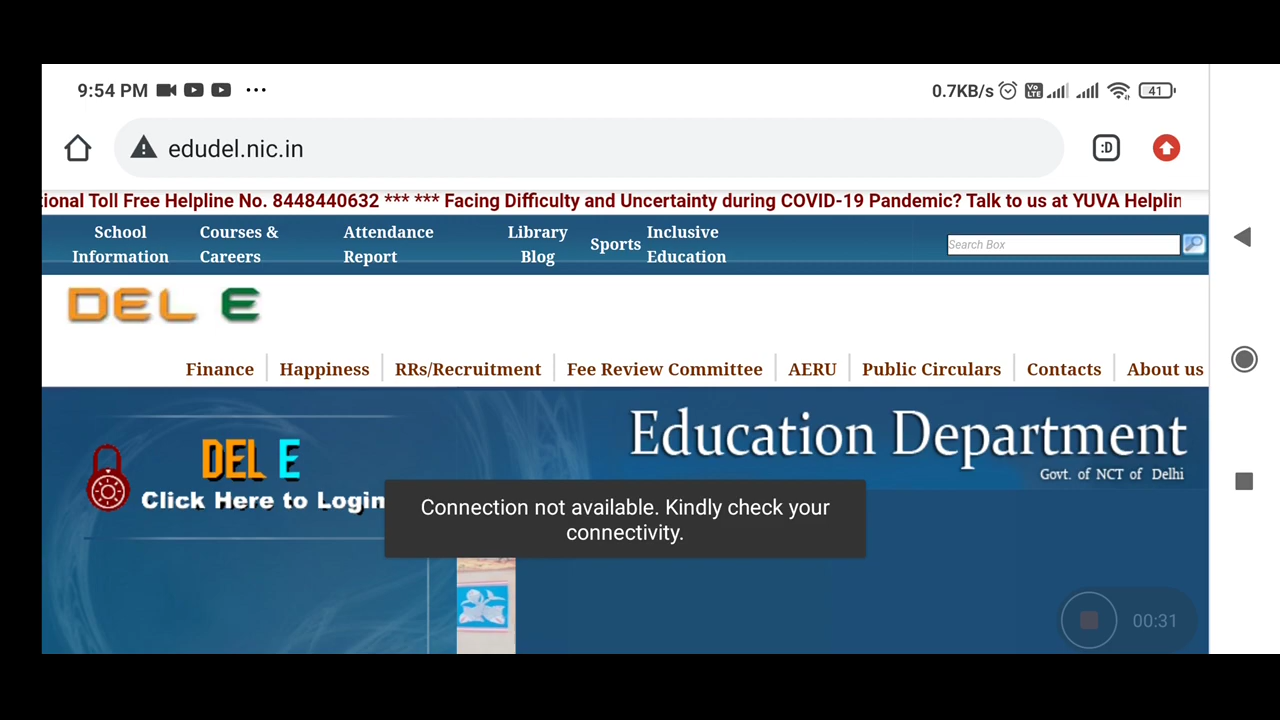 9:54 PM ... 0.7KB/s Vo LTE 41
edudel.nic.in :D
tional Toll Free Helpline No. 8448440632 *** *** Facing Difficulty and Uncertainty during COVID-19 Pandemic? Talk to us at YUVA Helplin
School Information
Courses & Careers
Attendance Report
Library Blog
Sports
Inclusive Education
Search Box
DEL E
Finance Happiness RRs/Recruitment Fee Review Committee AERU Public Circulars Contacts About us
Education Department
Govt. of NCT of Delhi
DEL E
Click Here to Login
Connection not available. Kindly check your
connectivity.
00:31